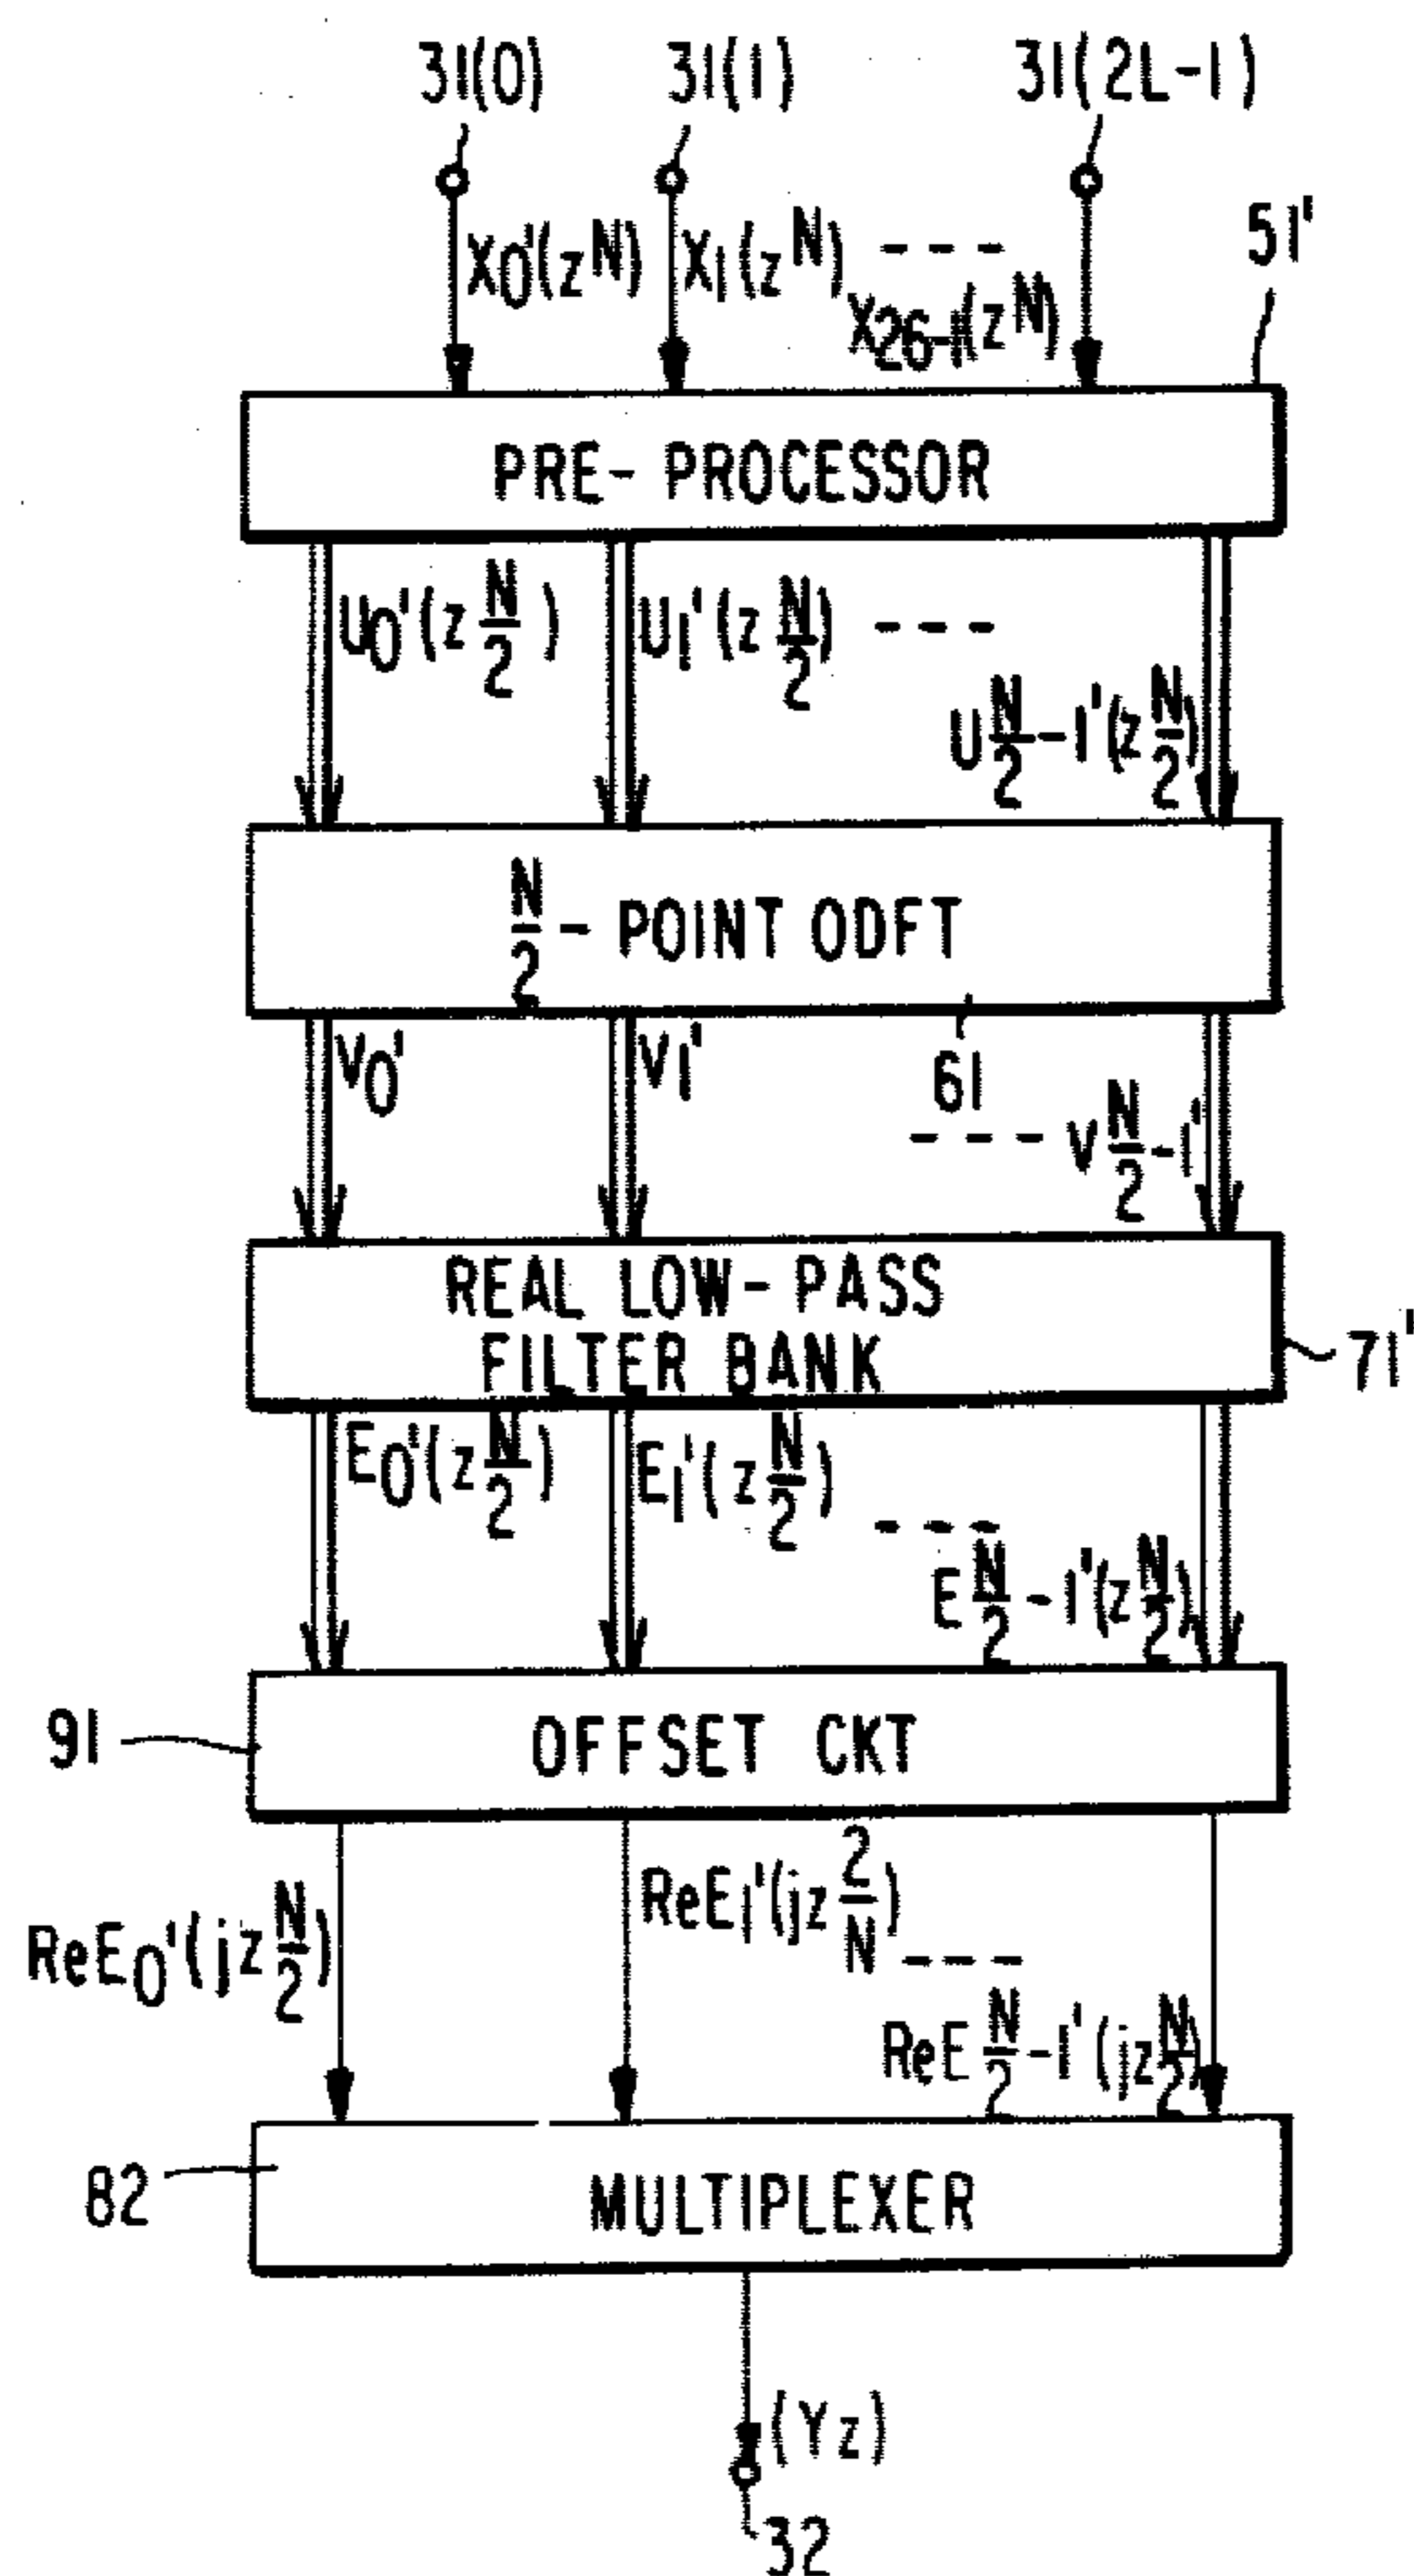 31(0) 31(1) 31(2L-1)
X0'(z^N) X1(z^N) ---
X26-1(z^N)
51'
PRE-PROCESSOR
U0'(z N/2) U1'(z N/2) ---
U N/2-1'(z N/2)
N/2 - POINT ODFT
61
V0' V1'
--- V N/2-1'
REAL LOW-PASS
FILTER BANK
71'
E0'(z N/2) E1'(z N/2)
---
E N/2-1'(z N/2)
91
OFFSET CKT
ReE0'(jz N/2) ReE1'(jz 2/N) ---
ReE N/2-1'(jz N/2)
82
MULTIPLEXER
(Yz)
32